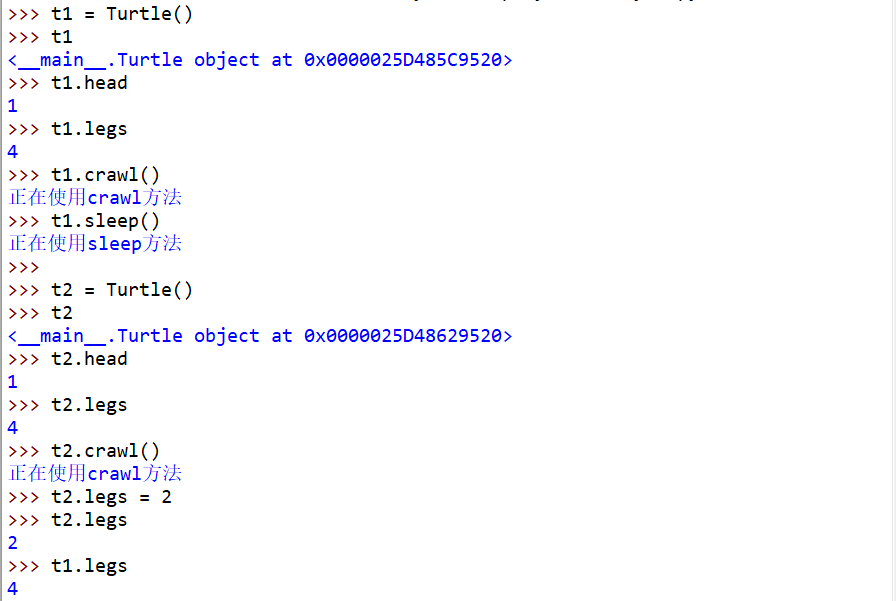 >>> t1 = Turtle()
>>> t1
<__main__.Turtle object at 0x0000025D485C9520>
>>> t1.head
1
>>> t1.legs
4
>>> t1.crawl()
正在使用crawl方法
>>> t1.sleep()
正在使用sleep方法
>>>
>>> t2 = Turtle()
>>> t2
<__main__.Turtle object at 0x0000025D48629520>
>>> t2.head
1
>>> t2.legs
4
>>> t2.crawl()
正在使用crawl方法
>>> t2.legs = 2
>>> t2.legs
2
>>> t1.legs
4